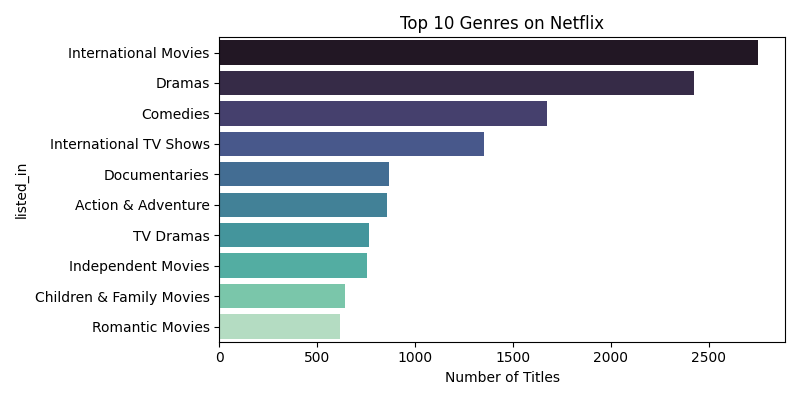 Top 10 Genres on Netflix
International Movies
Dramas
Comedies
International TV Shows
Documentaries
Action & Adventure
TV Dramas
Independent Movies
Children & Family Movies
Romantic Movies
listed_in
0 500 1000 1500 2000 2500
Number of Titles